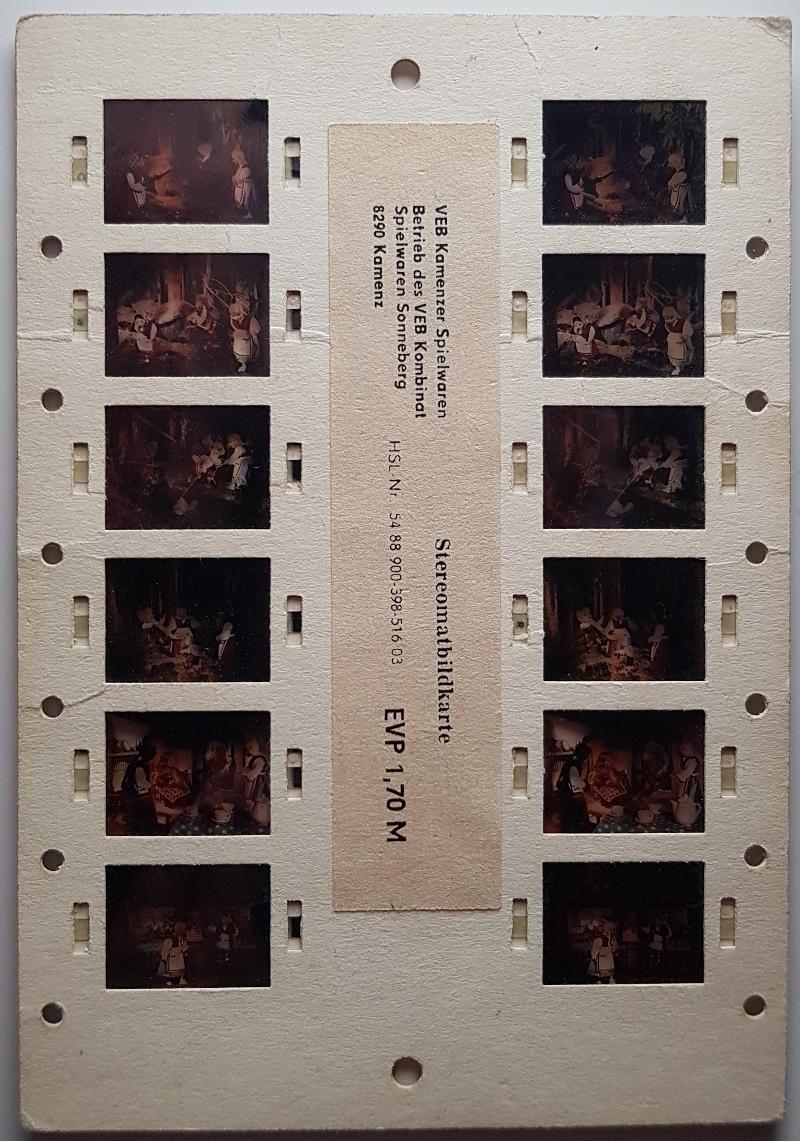 VEB Kamenzer Spielwaren
Betrieb des VEB Kombinat
Spielwaren Sonneberg
8290 Kamenz
Stereomatbildkarte
HSL-Nr. 54 88 900-398-516 03
EVP 1,70 M